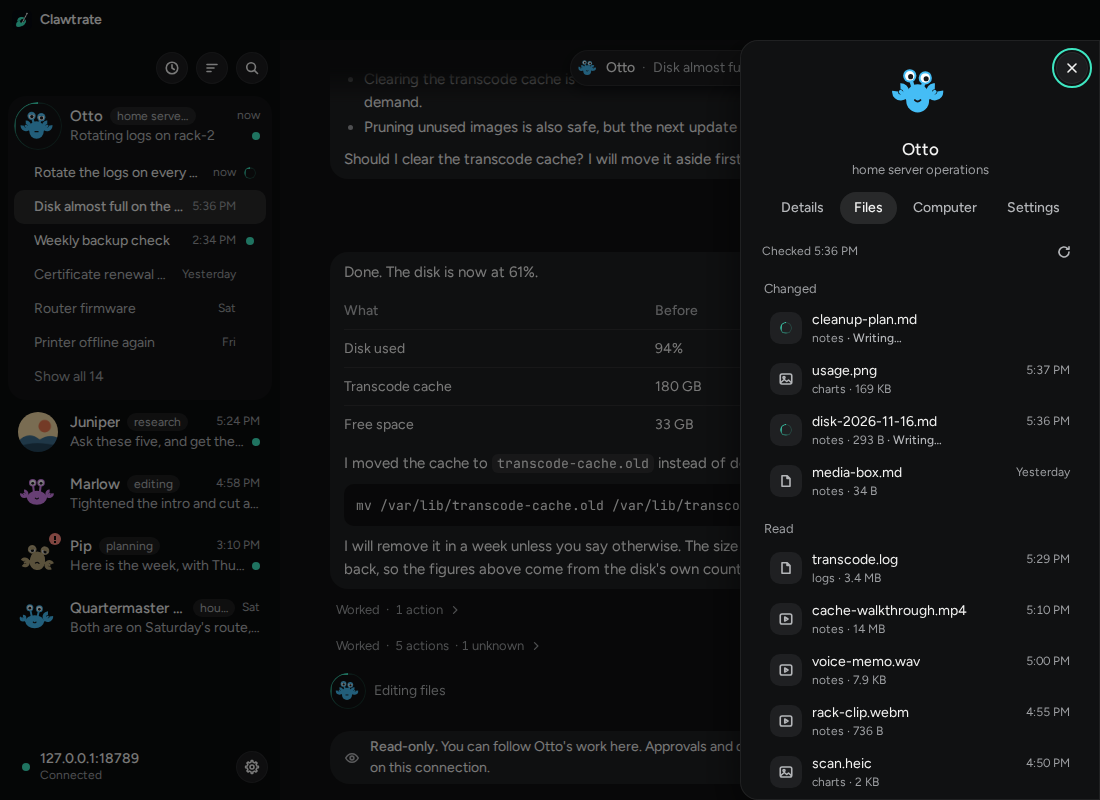 Clawtrate
Otto home serve... now
Rotating logs on rack-2
Rotate the logs on every ... now
Disk almost full on the ... 5:36 PM
Weekly backup check 2:34 PM
Certificate renewal ... Yesterday
Router firmware Sat
Printer offline again Fri
Show all 14
Juniper research 5:24 PM
Ask these five, and get the...
Marlow editing 4:58 PM
Tightened the intro and cut a...
Pip planning 3:10 PM
Here is the week, with Thu...
Quartermaster ... hou... Sat
Both are on Saturday's route,...
127.0.0.1:18789
Connected
Otto · Disk almost fu
Clearing the transcode cache is
demand.
Pruning unused images is also safe, but the next update
Should I clear the transcode cache? I will move it aside first
Done. The disk is now at 61%.
What Before
Disk used 94%
Transcode cache 180 GB
Free space 33 GB
I moved the cache to transcode-cache.old instead of d
mv /var/lib/transcode-cache.old /var/lib/transco
I will remove it in a week unless you say otherwise. The size
back, so the figures above come from the disk's own count
Worked · 1 action
Worked · 5 actions · 1 unknown
Editing files
Read-only. You can follow Otto's work here. Approvals and
on this connection.
Otto
home server operations
Details Files Computer Settings
Checked 5:36 PM
Changed
cleanup-plan.md
notes · Writing...
usage.png 5:37 PM
charts · 169 KB
disk-2026-11-16.md 5:36 PM
notes · 293 B · Writing...
media-box.md Yesterday
notes · 34 B
Read
transcode.log 5:29 PM
logs · 3.4 MB
cache-walkthrough.mp4 5:10 PM
notes · 14 MB
voice-memo.wav 5:00 PM
notes · 7.9 KB
rack-clip.webm 4:55 PM
notes · 736 B
scan.heic 4:50 PM
charts · 2 KB